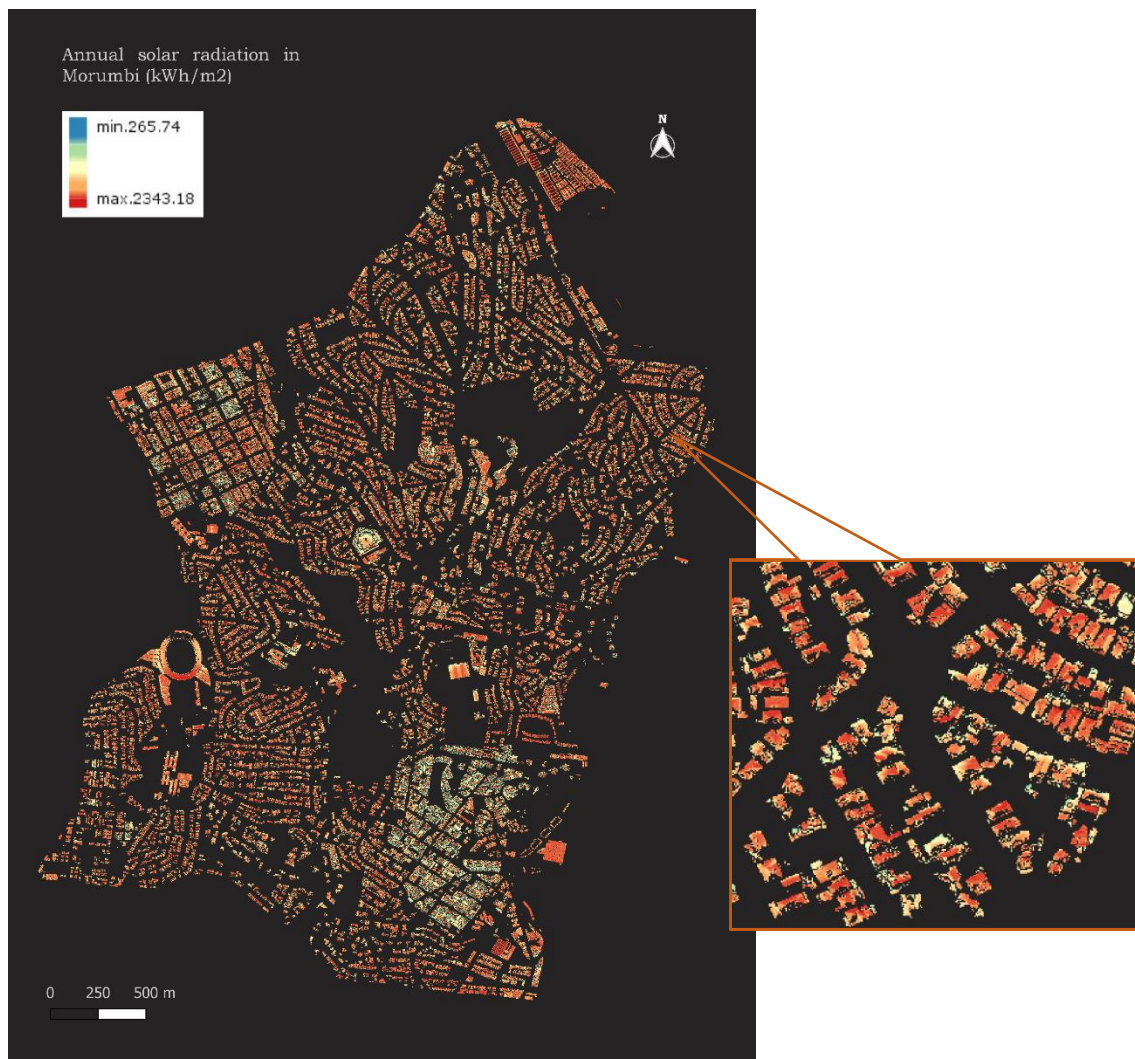 Annual solar radiation in
Morumbi (kWh/m2)
min.265.74
max.2343.18
N
0 250 500 m